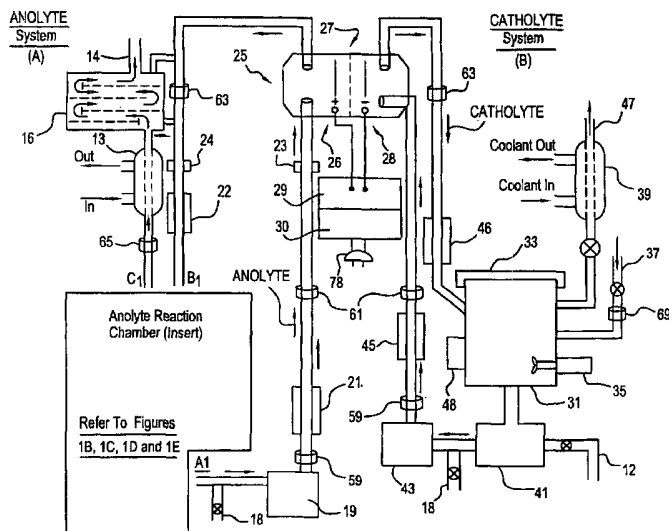 ANOLYTE
System
(A)
14
16
63
13
Out
24
In
22
65
C1
B1
Anolyte Reaction
Chamber (Insert)
Refer To Figures
1B, 1C, 1D and 1E
A1
18
19
59
21
ANOLYTE
61
23
25
27
26
28
29
30
78
CATHOLYTE
System
(B)
63
CATHOLYTE
47
Coolant Out
39
Coolant In
46
33
37
69
45
48
35
31
59
43
18
41
12